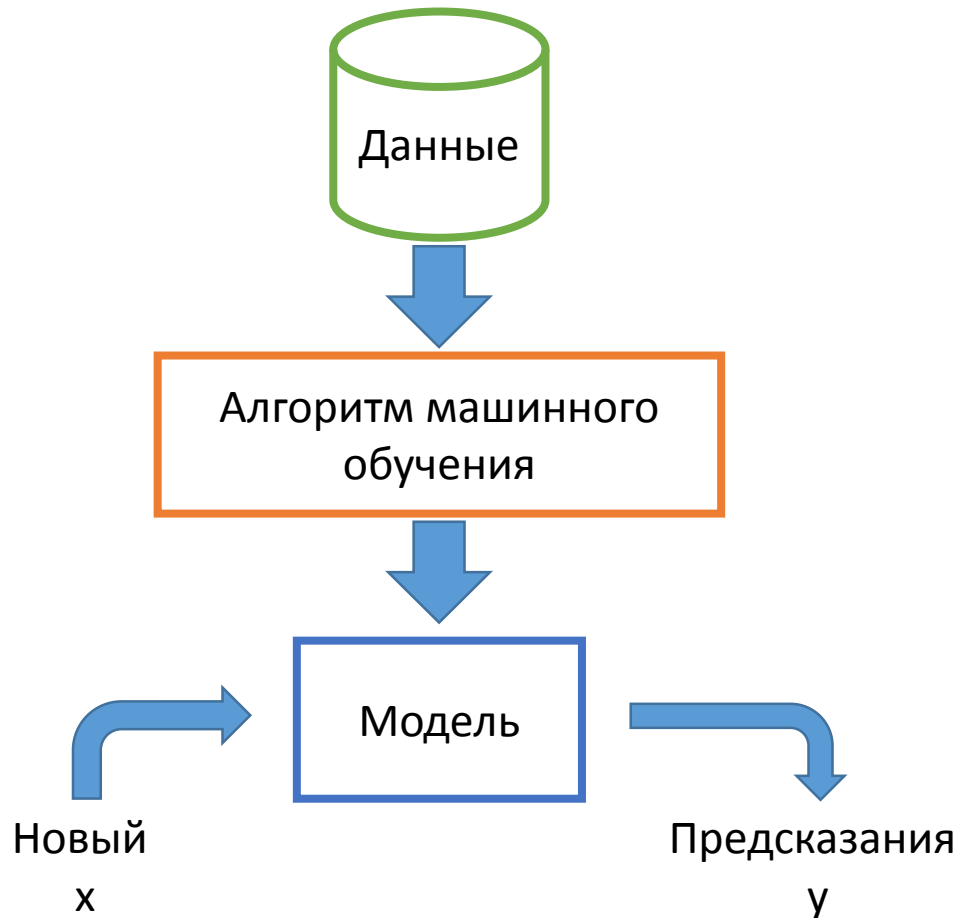 Данные
Алгоритм машинного
обучения
Модель
Новый
x
Предсказания
y